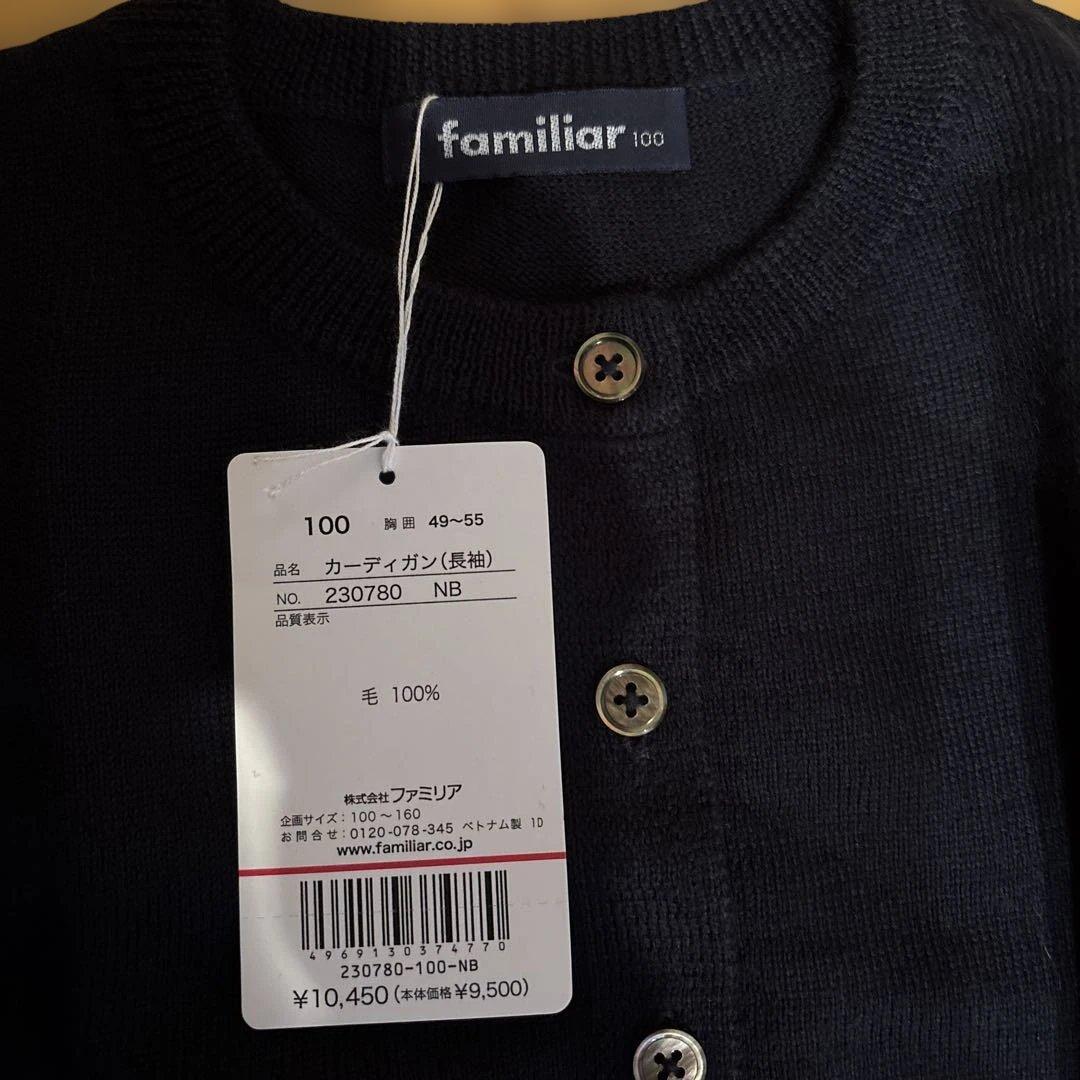 familiar 100
100 胸囲 49〜55
品名 カーディガン(長袖)
NO. 230780 NB
品質表示
毛 100%
株式会社ファミリア
企画サイズ:100〜160
お問合せ:0120-078-345 ベトナム製 1D
www.familiar.co.jp
4969130374770
230780-100-NB
¥10,450(本体価格¥9,500)